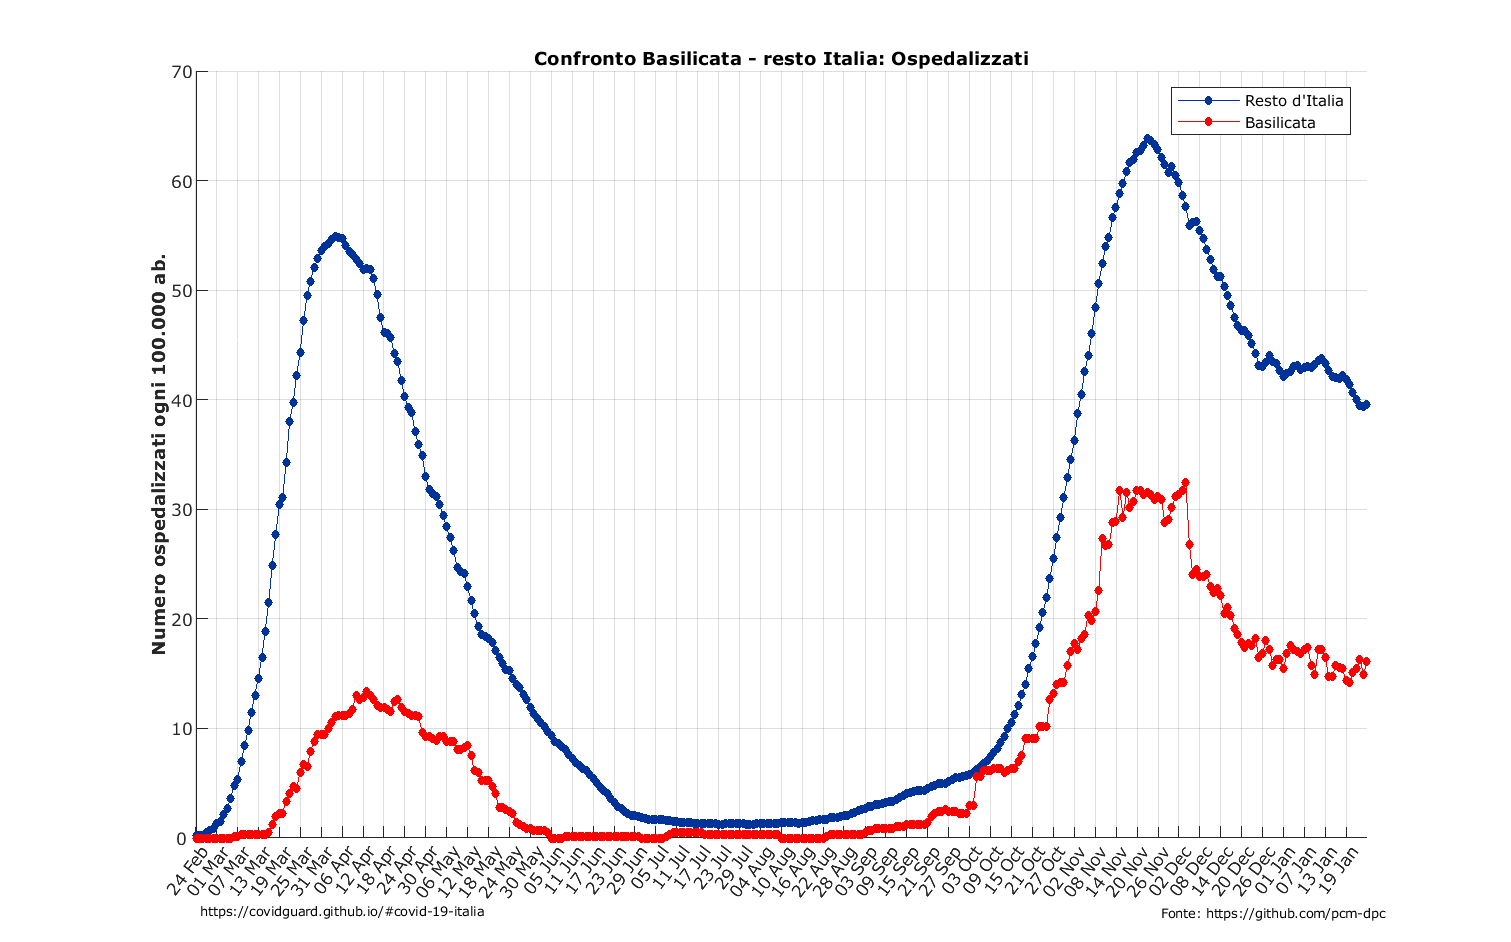 Confronto Basilicata - resto Italia: Ospedalizzati
Resto d'Italia
Basilicata
Numero ospedalizzati ogni 100.000 ab.
70
60
50
40
30
20
10
0
24 Feb
01 Mar
07 Mar
13 Mar
19 Mar
25 Mar
31 Mar
06 Apr
12 Apr
18 Apr
24 Apr
30 Apr
06 May
12 May
18 May
24 May
30 May
05 Jun
11 Jun
17 Jun
23 Jun
29 Jun
05 Jul
11 Jul
17 Jul
23 Jul
29 Jul
04 Aug
10 Aug
16 Aug
22 Aug
28 Aug
03 Sep
09 Sep
15 Sep
21 Sep
27 Sep
03 Oct
09 Oct
15 Oct
21 Oct
27 Oct
02 Nov
08 Nov
14 Nov
20 Nov
26 Nov
02 Dec
08 Dec
14 Dec
20 Dec
26 Dec
01 Jan
07 Jan
13 Jan
19 Jan
https://covidguard.github.io/#covid-19-italia
Fonte: https://github.com/pcm-dpc